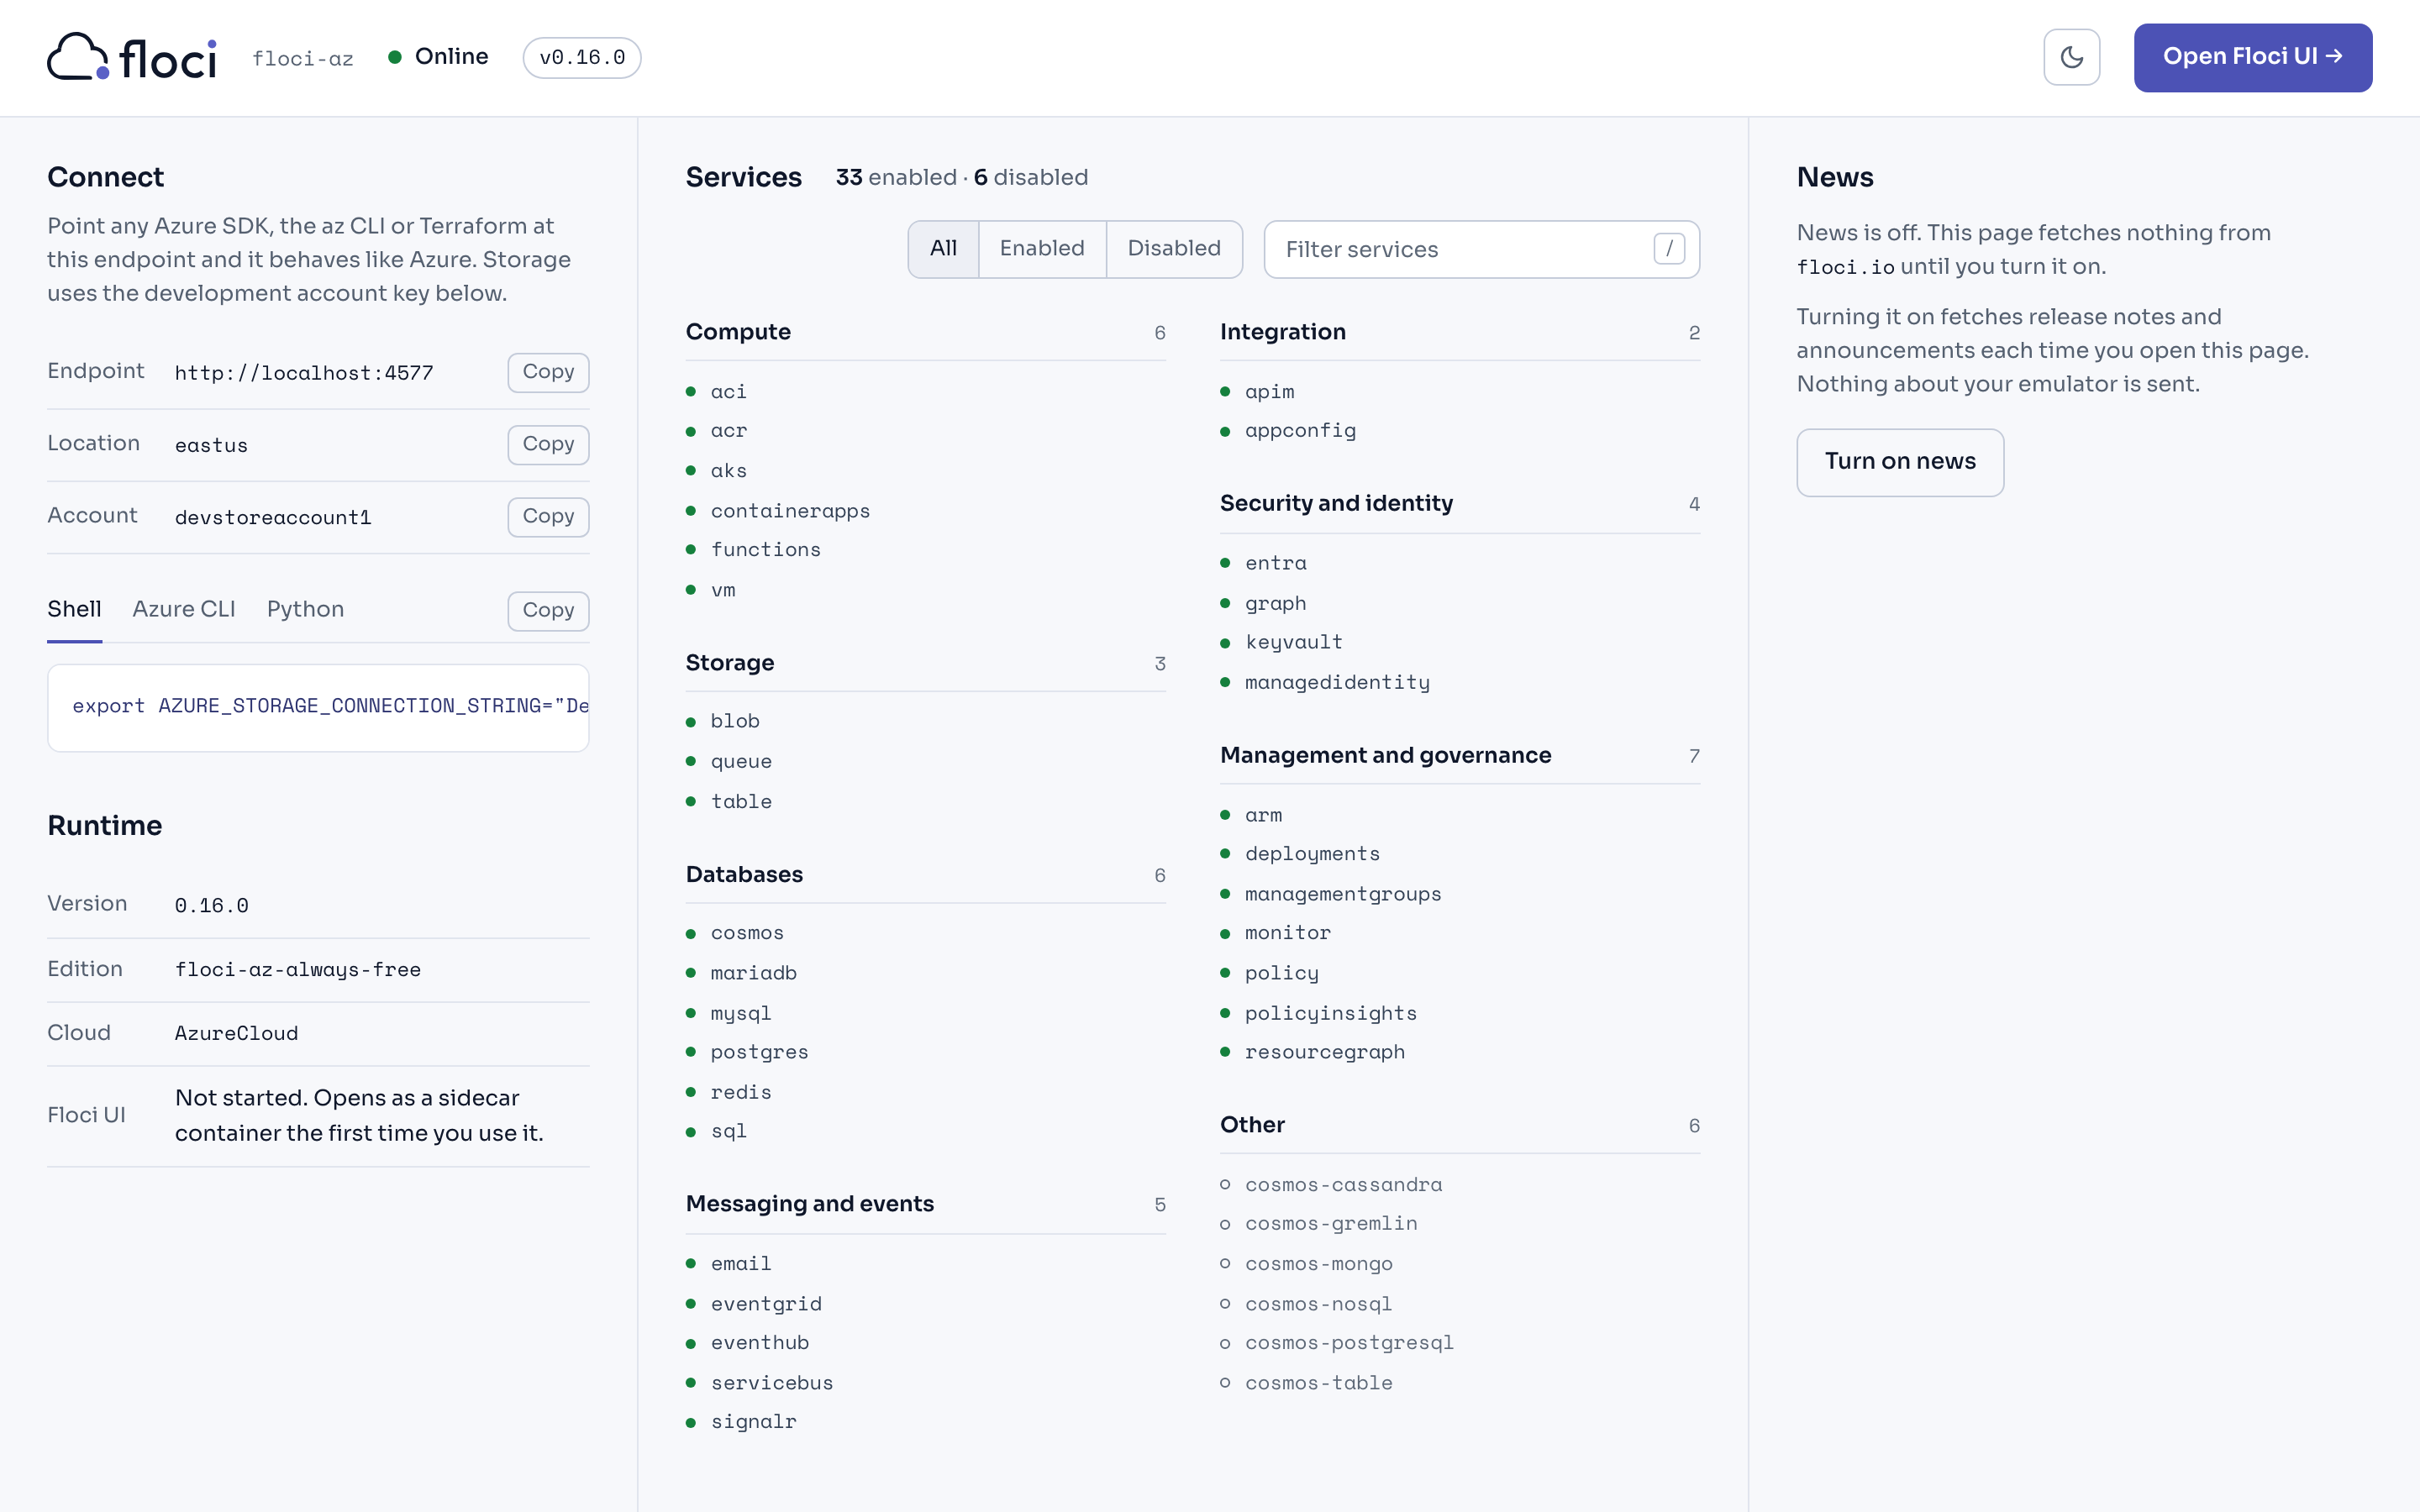 floci floci-az Online v0.16.0
Open Floci UI →
Connect
Point any Azure SDK, the az CLI or Terraform at
this endpoint and it behaves like Azure. Storage
uses the development account key below.
Endpoint http://localhost:4577 Copy
Location eastus Copy
Account devstoreaccount1 Copy
Shell Azure CLI Python Copy
export AZURE_STORAGE_CONNECTION_STRING="De
Runtime
Version 0.16.0
Edition floci-az-always-free
Cloud AzureCloud
Floci UI Not started. Opens as a sidecar
container the first time you use it.
Services 33 enabled · 6 disabled
All Enabled Disabled Filter services /
Compute 6
aci
acr
aks
containerapps
functions
vm
Storage 3
blob
queue
table
Databases 6
cosmos
mariadb
mysql
postgres
redis
sql
Messaging and events 5
email
eventgrid
eventhub
servicebus
signalr
Integration 2
apim
appconfig
Security and identity 4
entra
graph
keyvault
managedidentity
Management and governance 7
arm
deployments
managementgroups
monitor
policy
policyinsights
resourcegraph
Other 6
cosmos-cassandra
cosmos-gremlin
cosmos-mongo
cosmos-nosql
cosmos-postgresql
cosmos-table
News
News is off. This page fetches nothing from
floci.io until you turn it on.
Turning it on fetches release notes and
announcements each time you open this page.
Nothing about your emulator is sent.
Turn on news